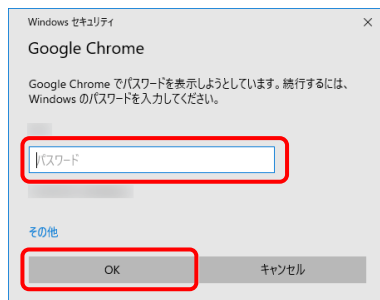 Windows セキュリティ
Google Chrome
Google Chrome でパスワードを表示しようとしています。続行するには、
Windows のパスワードを入力してください。
パスワード
その他
OK キャンセル